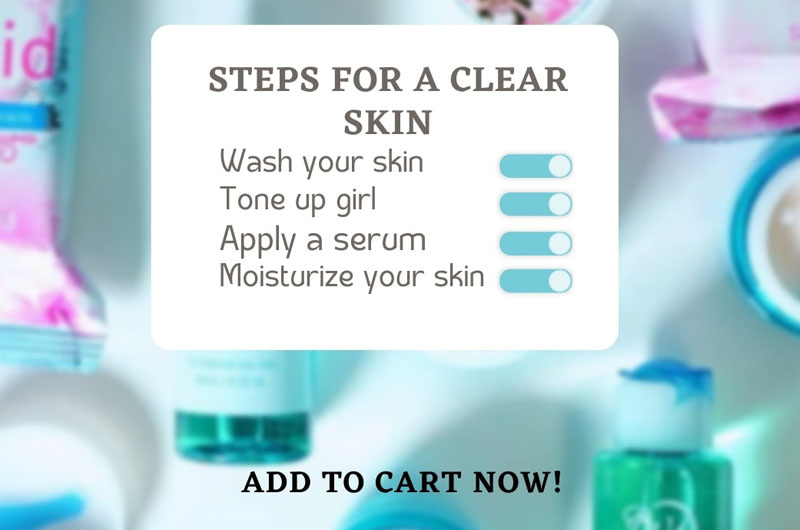 STEPS FOR A CLEAR
SKIN
Wash your skin
Tone up girl
Apply a serum
Moisturize your skin
ADD TO CART NOW!
id